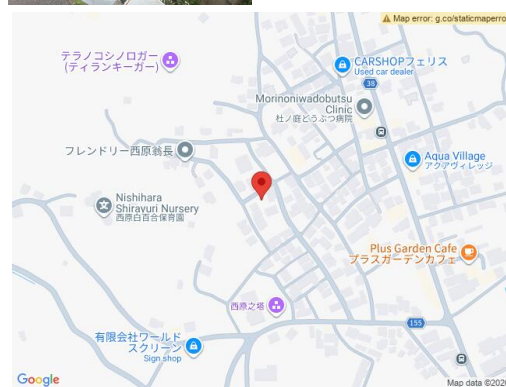 Map error: g.co/staticmaperro
テラノコシノロガー
(ティランキーガー)
CARSHOPフェリス
Used car dealer
38
Morinoniwadobutsu
Clinic
杜ノ庭どうぶつ病院
フレンドリー西原翁長
Aqua Village
アクアヴィレッジ
Nishihara
Shirayuri Nursery
西原白百合保育園
Plus Garden Cafe
プラスガーデンカフェ
西原之塔
155
有限会社ワールド
スクリーン
Sign shop
Google
Map data ©2026